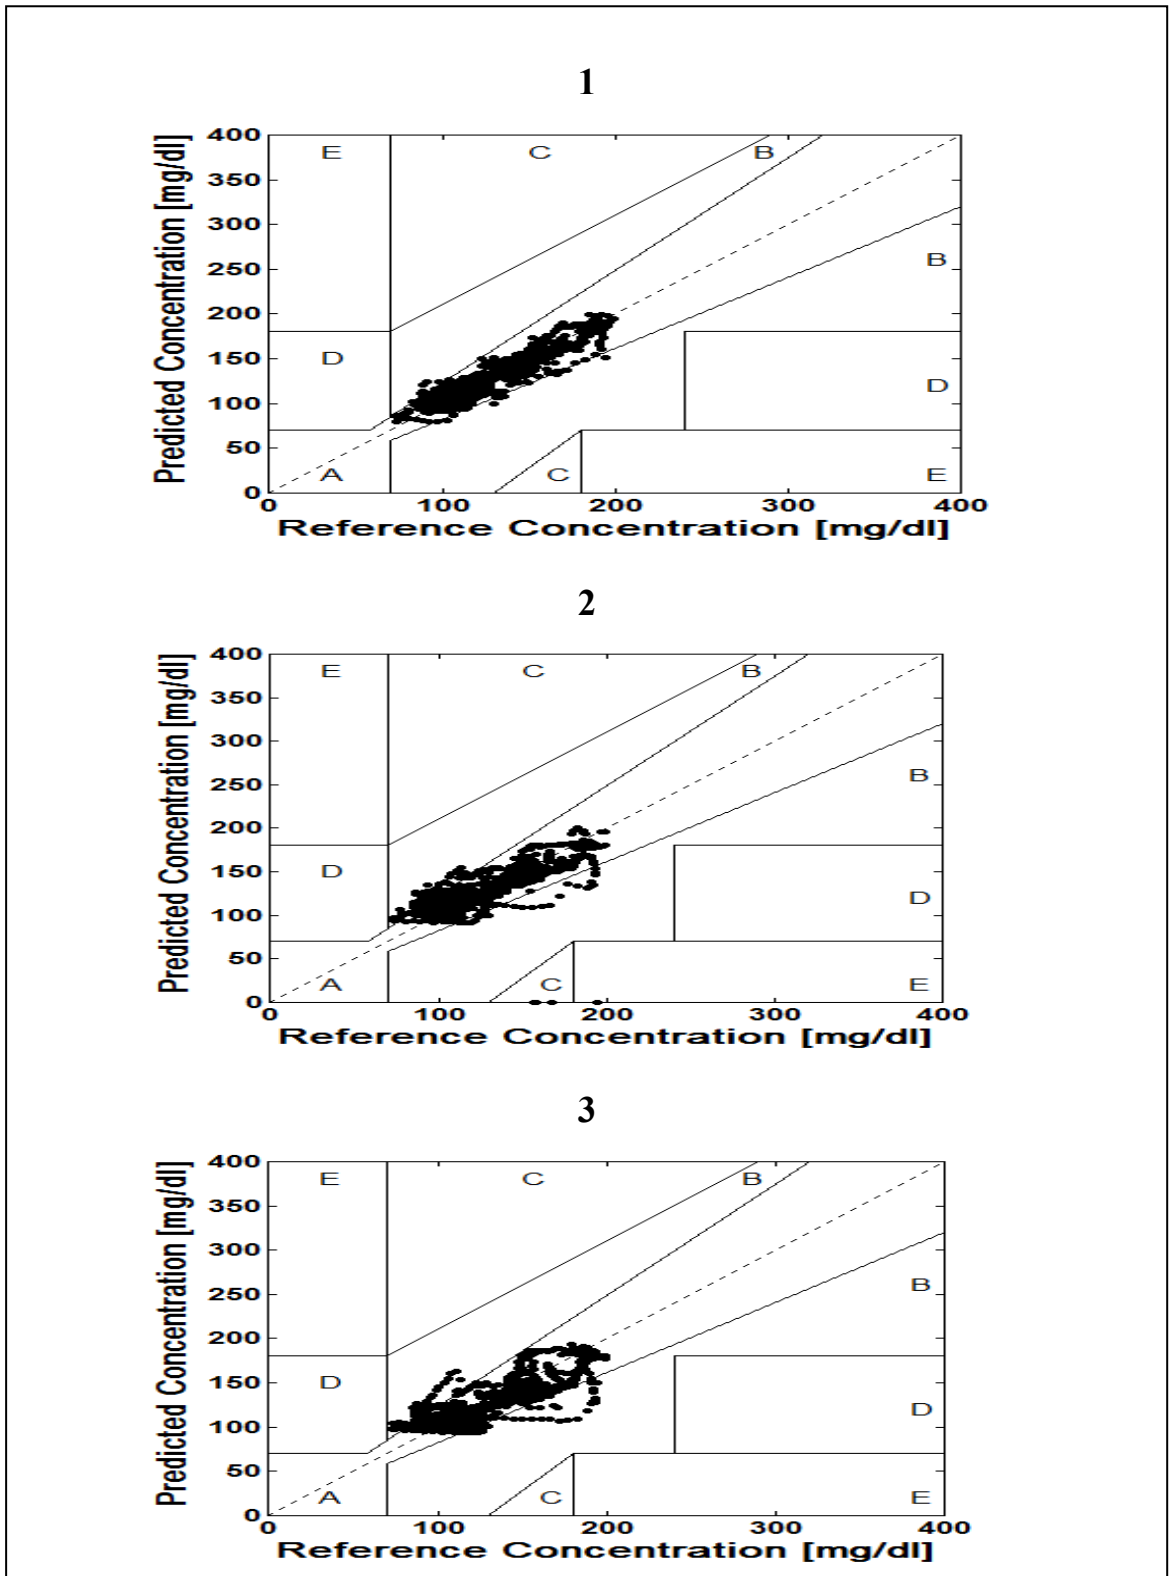 1
Predicted Concentration [mg/dl]
400
350
300
250
200
150
100
50
0
E
C
B
B
D
D
A
C
E
0 100 200 300 400
Reference Concentration [mg/dl]
2
Predicted Concentration [mg/dl]
400
350
300
250
200
150
100
50
0
E
C
B
B
D
D
A
C
E
0 100 200 300 400
Reference Concentration [mg/dl]
3
Predicted Concentration [mg/dl]
400
350
300
250
200
150
100
50
0
E
C
B
B
D
D
A
C
E
0 100 200 300 400
Reference Concentration [mg/dl]